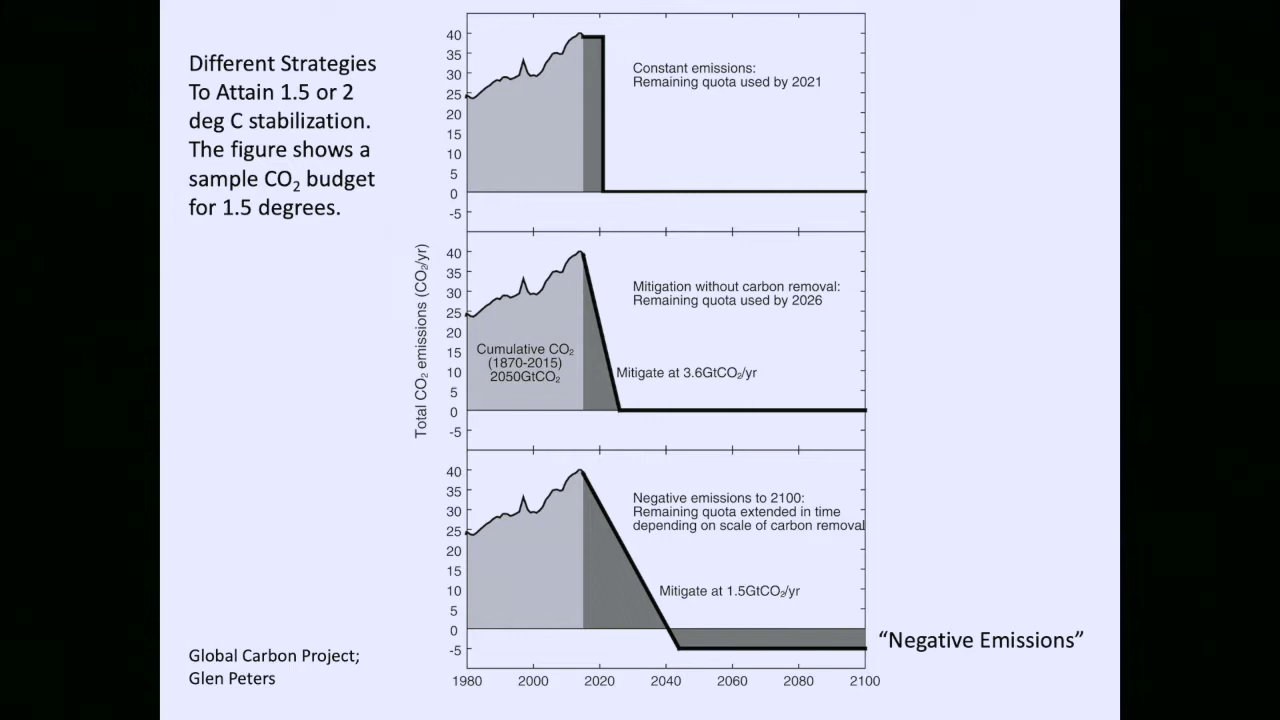 Different Strategies
To Attain 1.5 or 2
deg C stabilization.
The figure shows a
sample CO₂ budget
for 1.5 degrees.
Total CO₂ emissions (CO₂/yr)
40
35
30
25
20
15
10
5
0
-5
Constant emissions:
Remaining quota used by 2021
40
35
30
25
20
15
10
5
0
-5
Mitigation without carbon removal:
Remaining quota used by 2026
Cumulative CO₂
(1870-2015)
2050GtCO₂
Mitigate at 3.6GtCO₂/yr
40
35
30
25
20
15
10
5
0
-5
Negative emissions to 2100:
Remaining quota extended in time
depending on scale of carbon removal
Mitigate at 1.5GtCO₂/yr
“Negative Emissions”
1980 2000 2020 2040 2060 2080 2100
Global Carbon Project;
Glen Peters